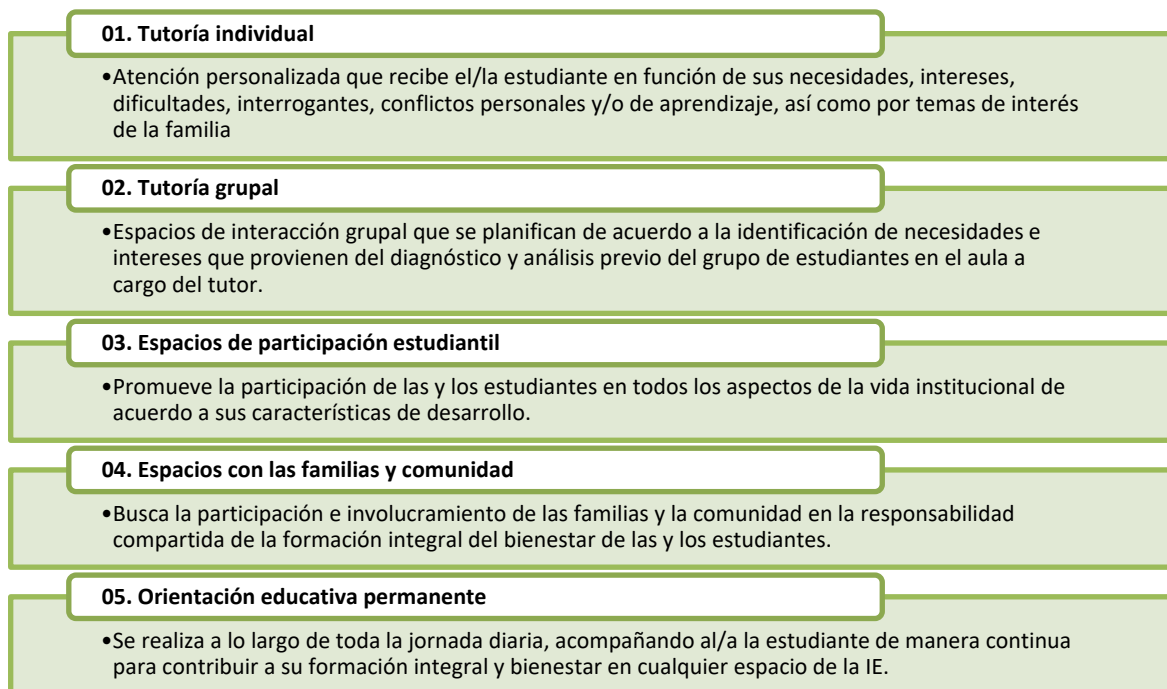 01. Tutoría individual
•Atención personalizada que recibe el/la estudiante en función de sus necesidades, intereses,
dificultades, interrogantes, conflictos personales y/o de aprendizaje, así como por temas de interés
de la familia
02. Tutoría grupal
•Espacios de interacción grupal que se planifican de acuerdo a la identificación de necesidades e
intereses que provienen del diagnóstico y análisis previo del grupo de estudiantes en el aula a
cargo del tutor.
03. Espacios de participación estudiantil
•Promueve la participación de las y los estudiantes en todos los aspectos de la vida institucional de
acuerdo a sus características de desarrollo.
04. Espacios con las familias y comunidad
•Busca la participación e involucramiento de las familias y la comunidad en la responsabilidad
compartida de la formación integral del bienestar de las y los estudiantes.
05. Orientación educativa permanente
•Se realiza a lo largo de toda la jornada diaria, acompañando al/a la estudiante de manera continua
para contribuir a su formación integral y bienestar en cualquier espacio de la IE.